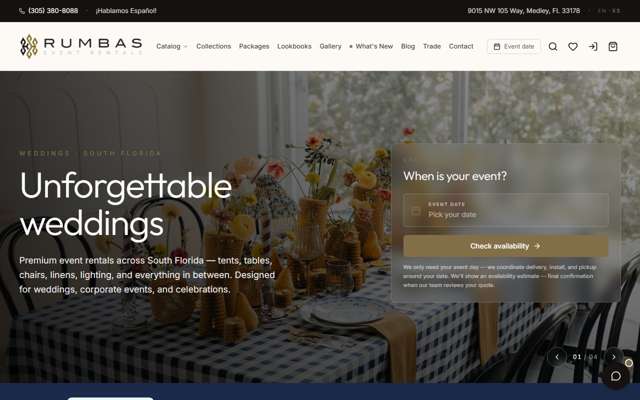 (305) 380-8088 · ¡Hablamos Español!
9015 NW 105 Way, Medley, FL 33178 · EN · ES
RUMBAS
EVENT RENTALS
Catalog Collections Packages Lookbooks Gallery What's New Blog Trade Contact
Event date
WEDDINGS · SOUTH FLORIDA
Unforgettable
weddings
Premium event rentals across South Florida — tents, tables,
chairs, linens, lighting, and everything in between. Designed
for weddings, corporate events, and celebrations.
When is your event?
EVENT DATE
Pick your date
Check availability →
We only need your event day — we coordinate delivery, install, and pickup
around your date. We'll show an availability estimate — final confirmation
when our team reviews your quote.
01 / 04